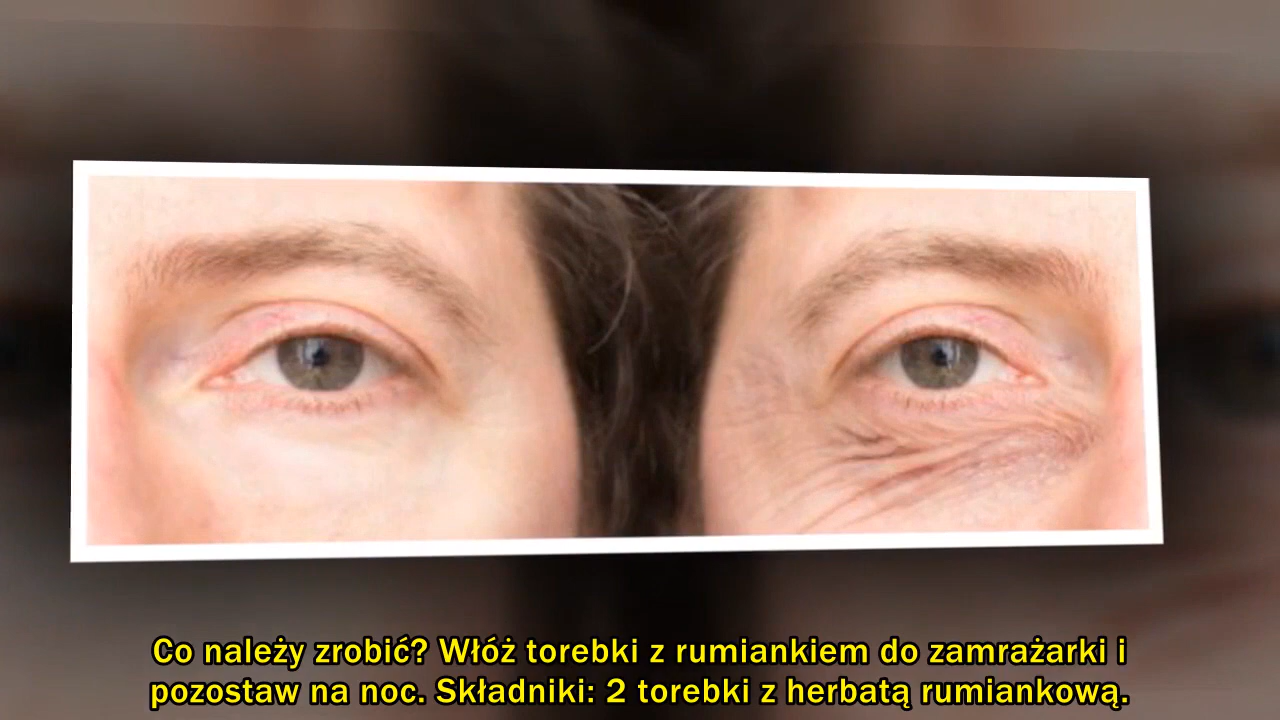 Co należy zrobić? Włóż torebki z rumiankiem do zamrażarki i
pozostaw na noc. Składniki: 2 torebki z herbatą rumiankową.